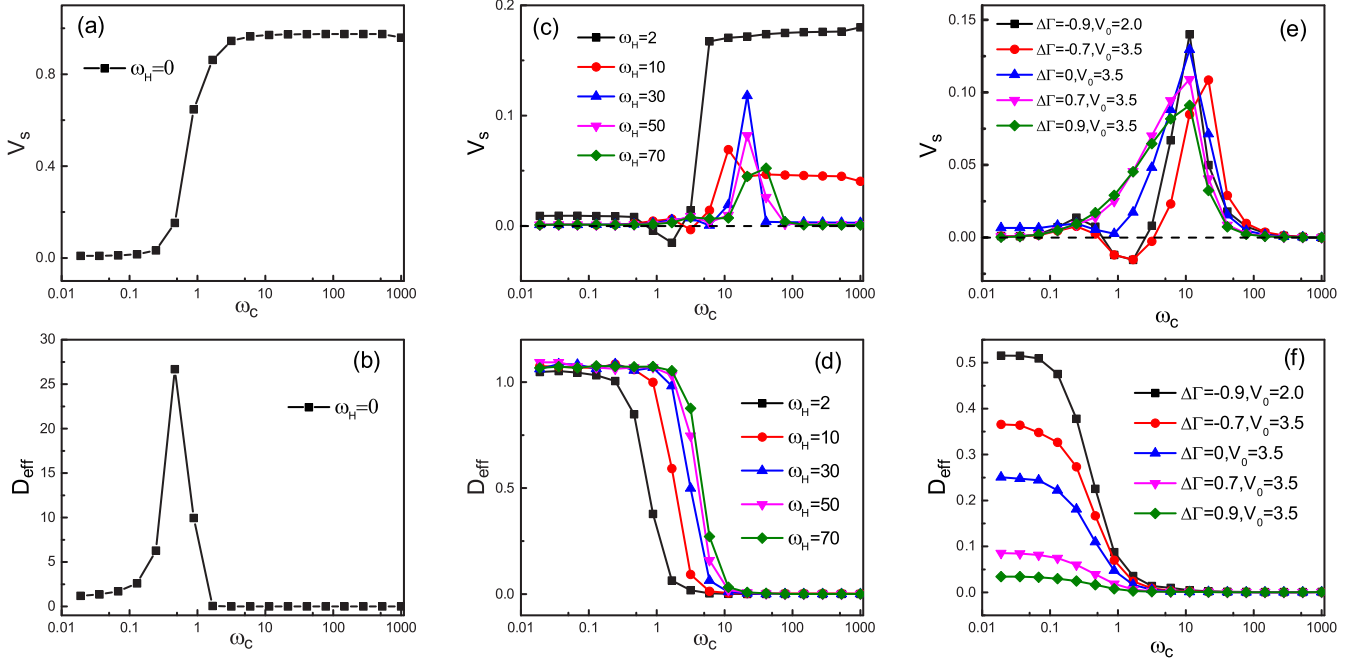 (a)
V_s
0.9
0.6
0.3
0.0
ω_H=0
0.01 0.1 1 10 100 1000
ω_c
(c)
V_s
0.2
0.1
0.0
0.2
ω_H=2
ω_H=10
ω_H=30
ω_H=50
ω_H=70
0.01 0.1 1 10 100 1000
ω_c
(e)
V_s
0.15
0.10
0.05
0.00
ΔΓ=-0.9,V_0=2.0
ΔΓ=-0.7,V_0=3.5
ΔΓ=0,V_0=3.5
ΔΓ=0.7,V_0=3.5
ΔΓ=0.9,V_0=3.5
0.01 0.1 1 10 100 1000
ω_c
(b)
D_eff
30
25
20
15
10
5
0
ω_H=0
0.01 0.1 1 10 100 1000
ω_c
(d)
D_eff
1.0
0.5
0.0
ω_H=2
ω_H=10
ω_H=30
ω_H=50
ω_H=70
0.01 0.1 1 10 100 1000
ω_c
(f)
D_eff
0.5
0.4
0.3
0.2
0.1
0.0
ΔΓ=-0.9,V_0=2.0
ΔΓ=-0.7,V_0=3.5
ΔΓ=0,V_0=3.5
ΔΓ=0.7,V_0=3.5
ΔΓ=0.9,V_0=3.5
0.01 0.1 1 10 100 1000
ω_c